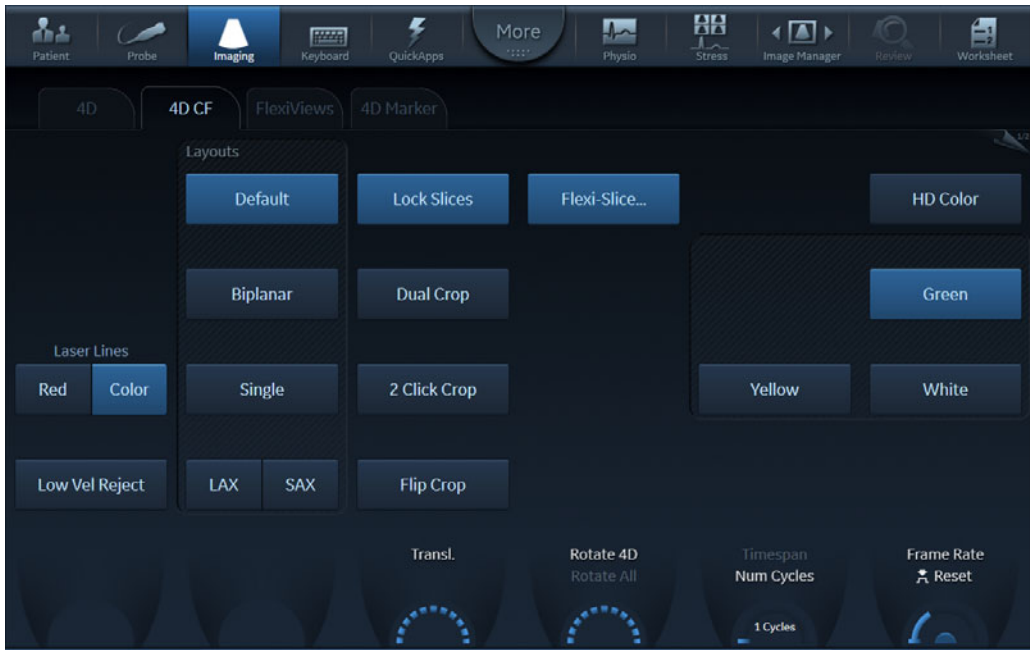 More
Patient
Probe
Imaging
Keyboard
QuickApps
Physio
Stress
Image Manager
Review
Worksheet
4D
4D CF
FlexiViews
4D Marker
1/2
Layouts
Default
Lock Slices
Flexi-Slice...
HD Color
Biplanar
Dual Crop
Green
Laser Lines
Red
Color
Single
2 Click Crop
Yellow
White
Low Vel Reject
LAX
SAX
Flip Crop
Transl.
Rotate 4D
Rotate All
Timespan
Num Cycles
Frame Rate
Reset
1 Cycles